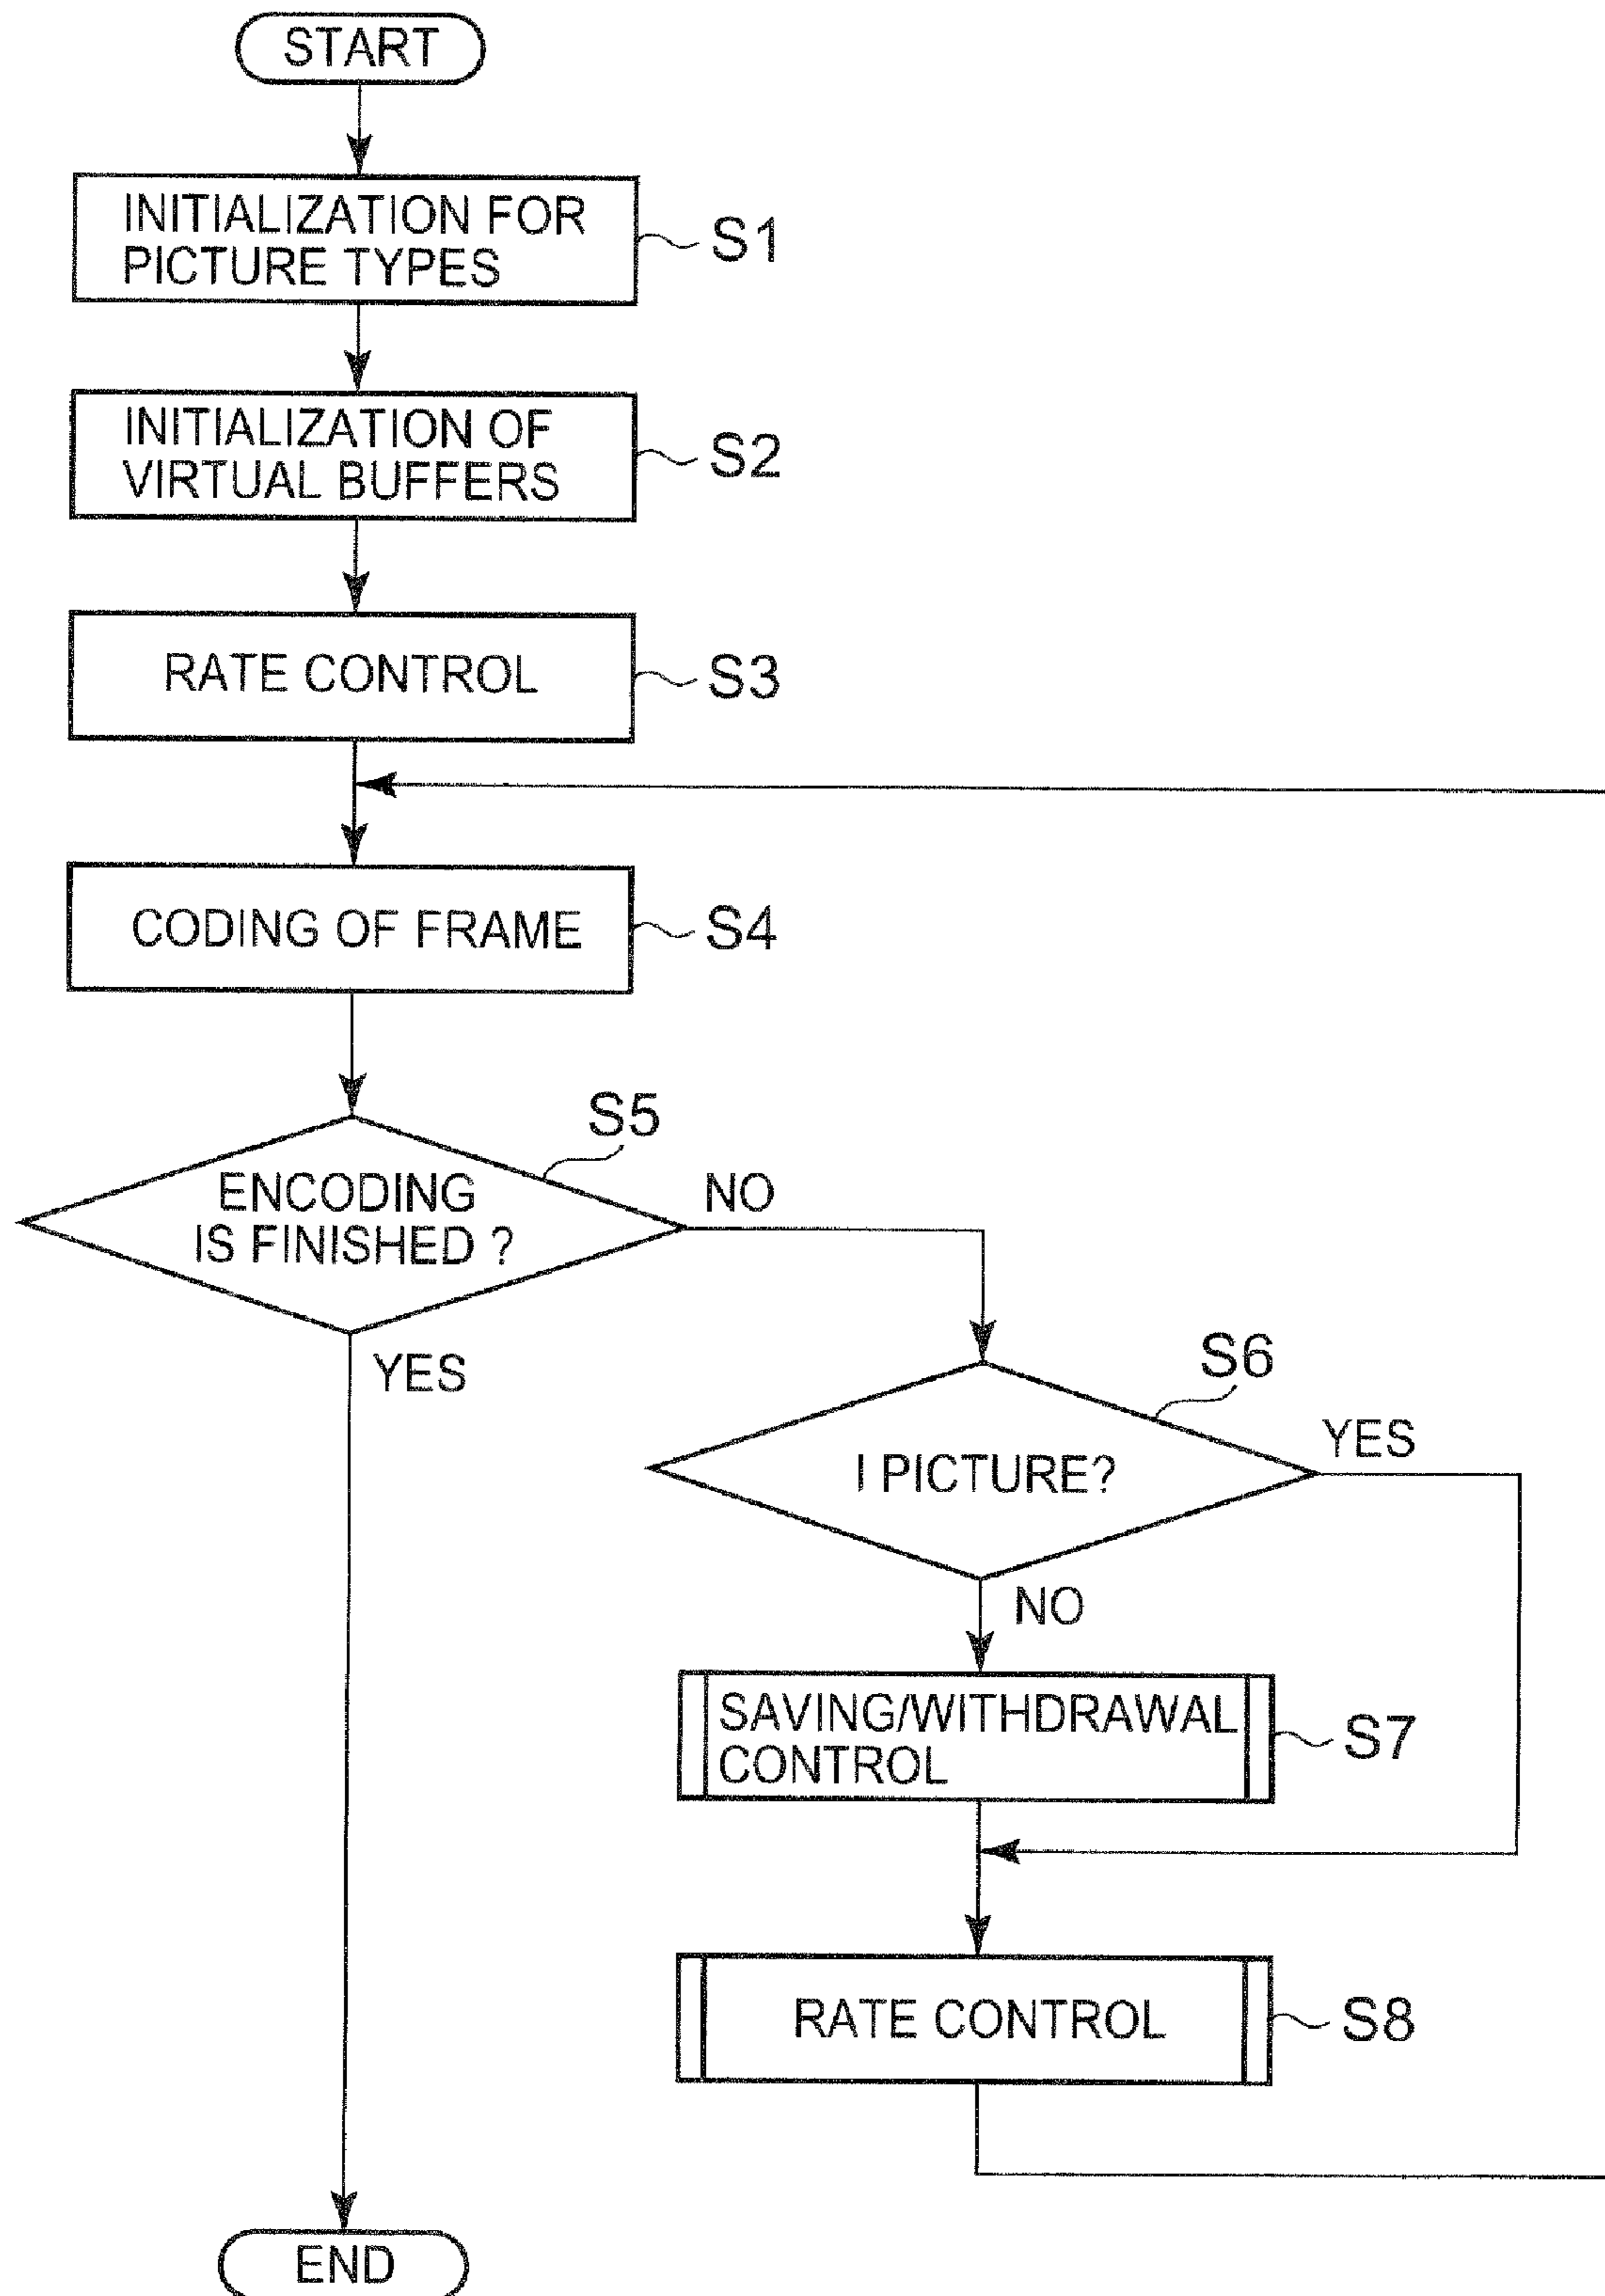 START
INITIALIZATION FOR
PICTURE TYPES
S1
INITIALIZATION OF
VIRTUAL BUFFERS
S2
RATE CONTROL
S3
CODING OF FRAME
S4
S5
ENCODING
IS FINISHED ?
NO
YES
S6
I PICTURE?
YES
NO
SAVING/WITHDRAWAL
CONTROL
S7
RATE CONTROL
S8
END